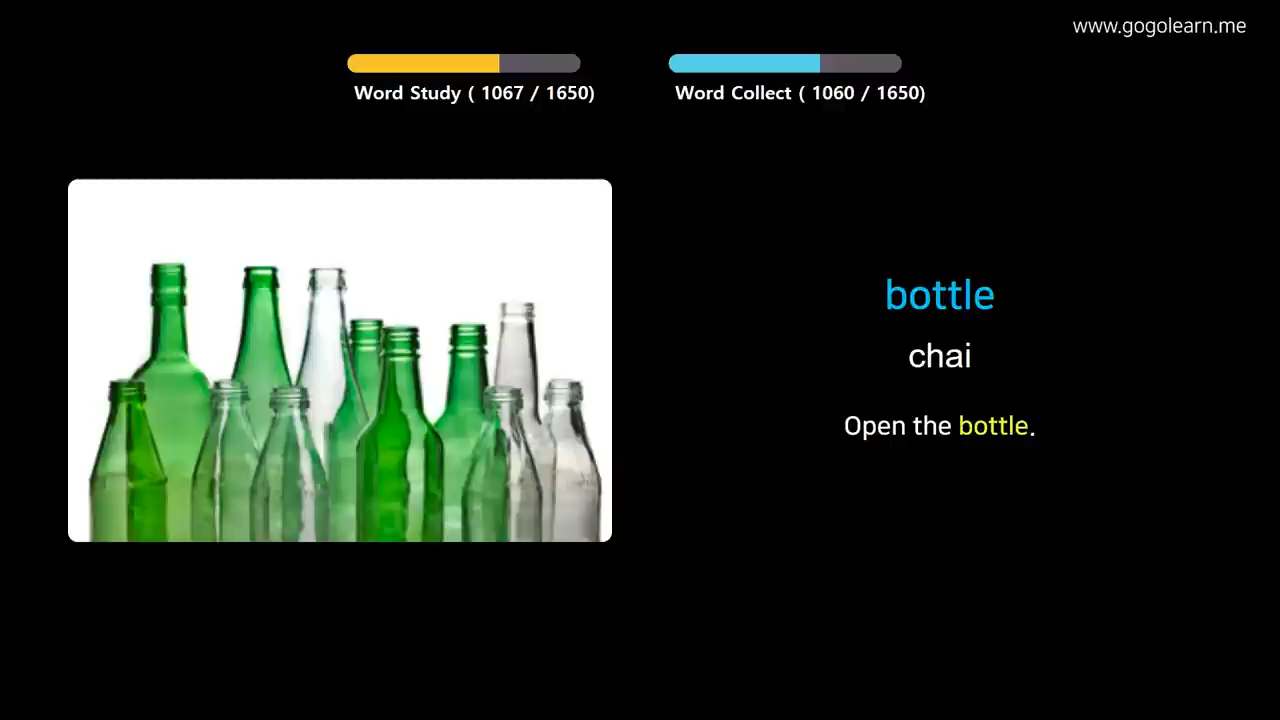 www.gogolearn.me
Word Study ( 1067 / 1650)
Word Collect ( 1060 / 1650)
bottle
chai
Open the bottle.